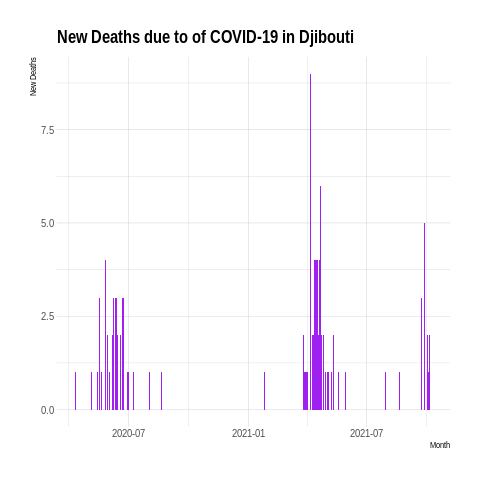 New Deaths due to of COVID-19 in Djibouti
New Deaths
7.5
5.0
2.5
0.0
2020-07
2021-01
2021-07
Month